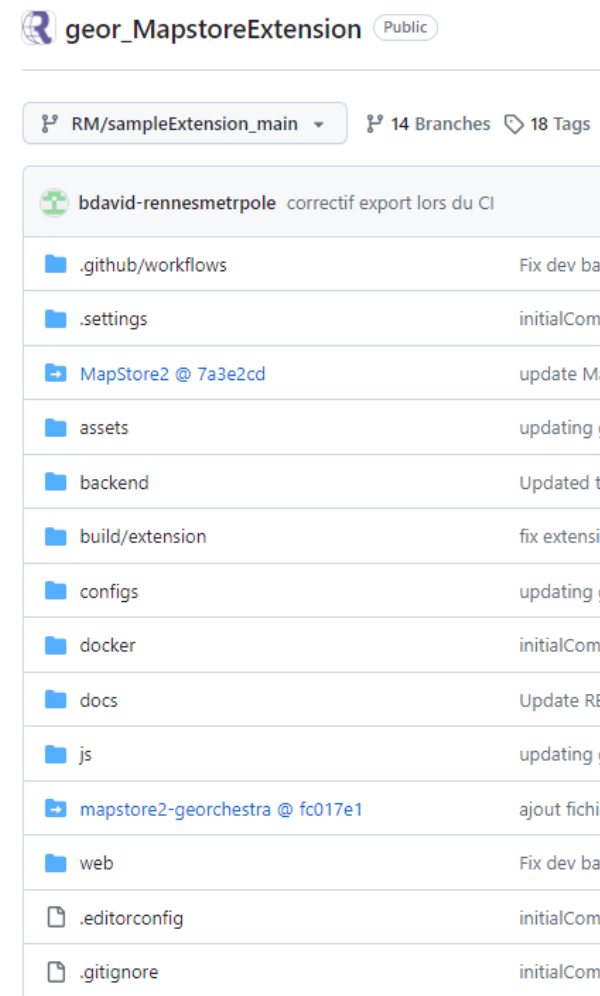 geor_MapstoreExtension Public
RM/sampleExtension_main 14 Branches 18 Tags
bdavid-rennesmetrpole correctif export lors du CI
.github/workflows Fix dev ba
.settings initialCom
MapStore2 @ 7a3e2cd update Ma
assets updating g
backend Updated t
build/extension fix extensi
configs updating g
docker initialCom
docs Update RE
js updating g
mapstore2-georchestra @ fc017e1 ajout fichi
web Fix dev ba
.editorconfig initialCom
.gitignore initialCom